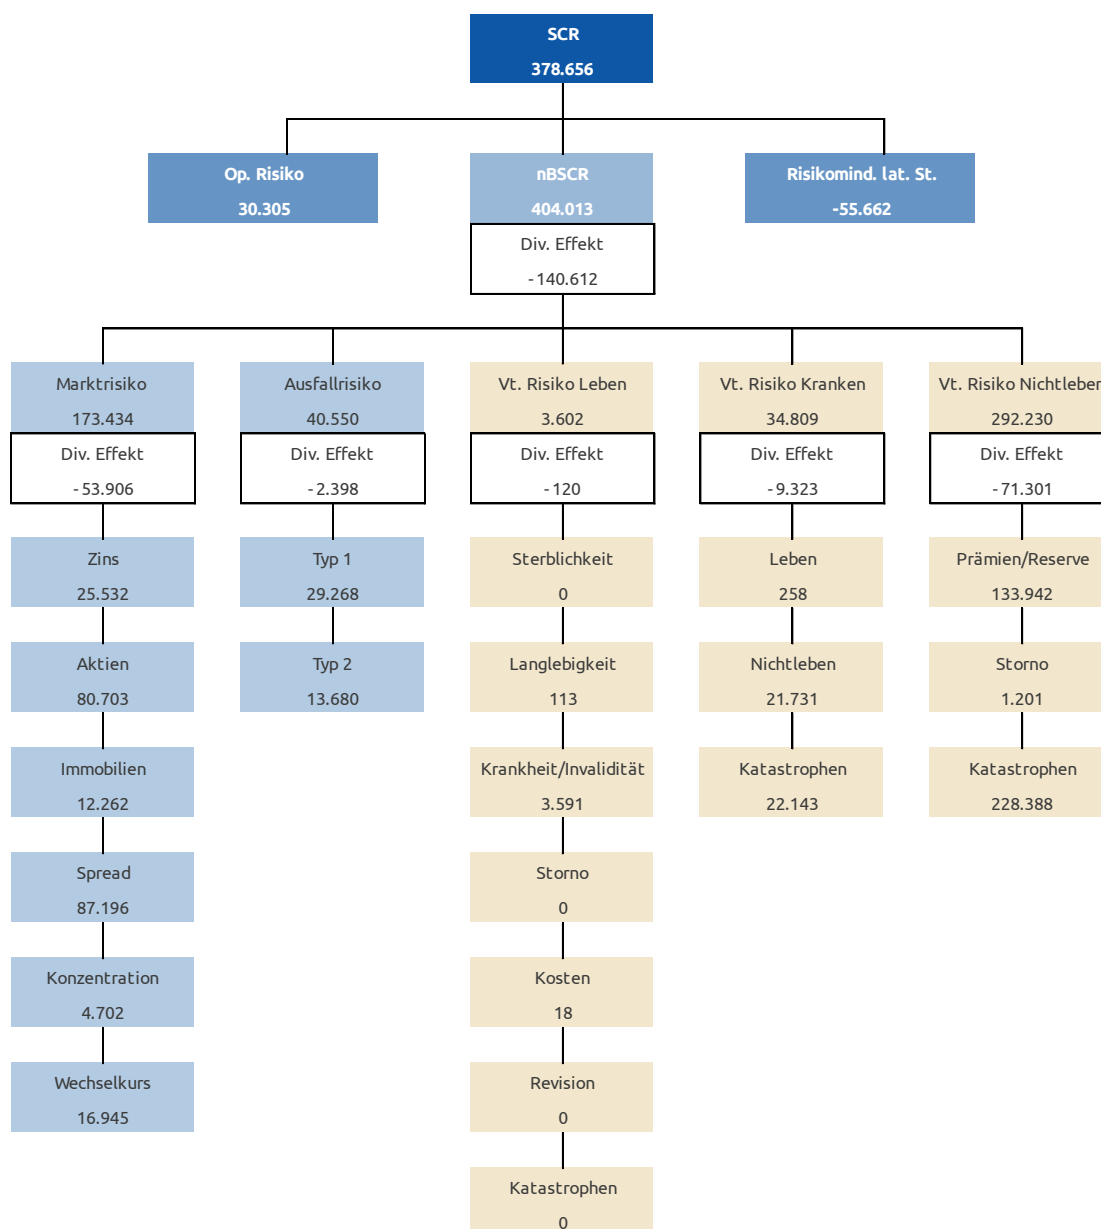 SCR
378.656
Op. Risiko
30.305
nBSCR
404.013
Risikomind. lat. St.
-55.662
Div. Effekt
-140.612
Marktrisiko
173.434
Div. Effekt
-53.906
Zins
25.532
Aktien
80.703
Immobilien
12.262
Spread
87.196
Konzentration
4.702
Wechselkurs
16.945
Ausfallrisiko
40.550
Div. Effekt
-2.398
Typ 1
29.268
Typ 2
13.680
Vt. Risiko Leben
3.602
Div. Effekt
-120
Sterblichkeit
0
Langlebigkeit
113
Krankheit/Invalidität
3.591
Storno
0
Kosten
18
Revision
0
Katastrophen
0
Vt. Risiko Kranken
34.809
Div. Effekt
-9.323
Leben
258
Nichtleben
21.731
Katastrophen
22.143
Vt. Risiko Nichtleben
292.230
Div. Effekt
-71.301
Prämien/Reserve
133.942
Storno
1.201
Katastrophen
228.388